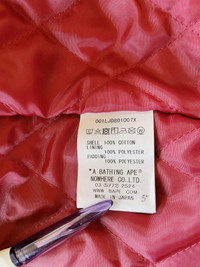 001LJ0801007X
SHELL 100% COTTON
LINING
100% POLYESTER
PADDING
100% POLYESTER
"A BATHING APE"
NOWHERE CO.LTD.
03(5772)2524
WWW.BAPE.COM
MADE IN JAPAN